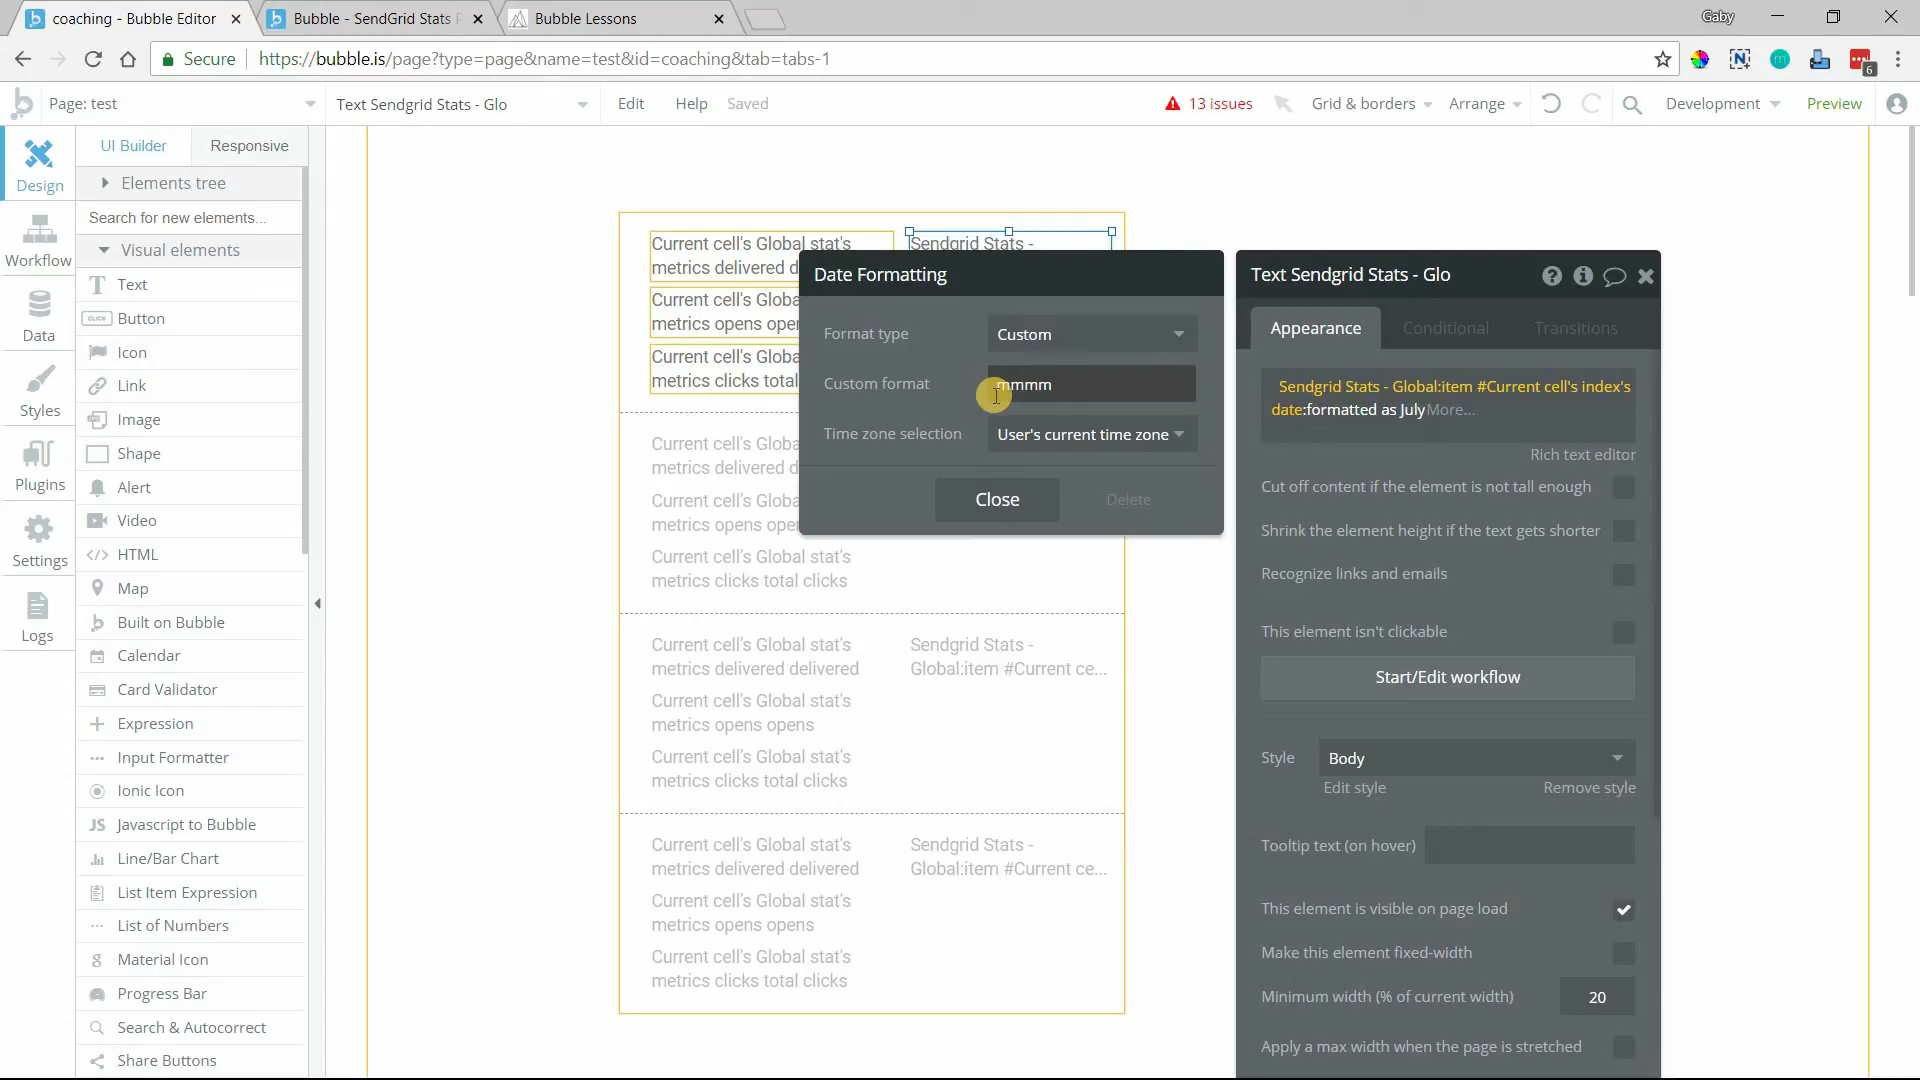 coaching - Bubble Editor
Bubble - SendGrid Stats
Bubble Lessons
Gaby
Secure
https://bubble.is/page?type=page&name=test&id=coaching&tab=tabs-1
6
Page: test
Text Sendgrid Stats - Glo
Edit
Help
Saved
13 issues
Grid & borders
Arrange
Development
Preview
Design
Workflow
Data
Styles
Plugins
Settings
Logs
UI Builder
Responsive
Elements tree
Search for new elements...
Visual elements
Text
CLICK Button
Icon
Link
Image
Shape
Alert
Video
HTML
Map
Built on Bubble
Calendar
Card Validator
Expression
Input Formatter
Ionic Icon
JS Javascript to Bubble
Line/Bar Chart
List Item Expression
List of Numbers
Material Icon
Progress Bar
Search & Autocorrect
Share Buttons
Current cell's Global stat's
metrics delivered d
Current cell's Globa
metrics opens ope
Current cell's Globa
metrics clicks total
Sendgrid Stats -
Current cell's Globa
metrics delivered d
Current cell's Globa
metrics opens ope
Current cell's Global stat's
metrics clicks total clicks
Current cell's Global stat's
metrics delivered delivered
Current cell's Global stat's
metrics opens opens
Current cell's Global stat's
metrics clicks total clicks
Sendgrid Stats -
Global:item #Current ce...
Current cell's Global stat's
metrics delivered delivered
Current cell's Global stat's
metrics opens opens
Current cell's Global stat's
metrics clicks total clicks
Sendgrid Stats -
Global:item #Current ce...
Date Formatting
Format type
Custom
Custom format
mmmm
Time zone selection
User's current time zone
Close
Delete
Text Sendgrid Stats - Glo
Appearance
Conditional
Transitions
Sendgrid Stats - Global:item #Current cell's index's
date:formatted as July More...
Rich text editor
Cut off content if the element is not tall enough
Shrink the element height if the text gets shorter
Recognize links and emails
This element isn't clickable
Start/Edit workflow
Style
Body
Edit style
Remove style
Tooltip text (on hover)
This element is visible on page load
Make this element fixed-width
Minimum width (% of current width)
20
Apply a max width when the page is stretched